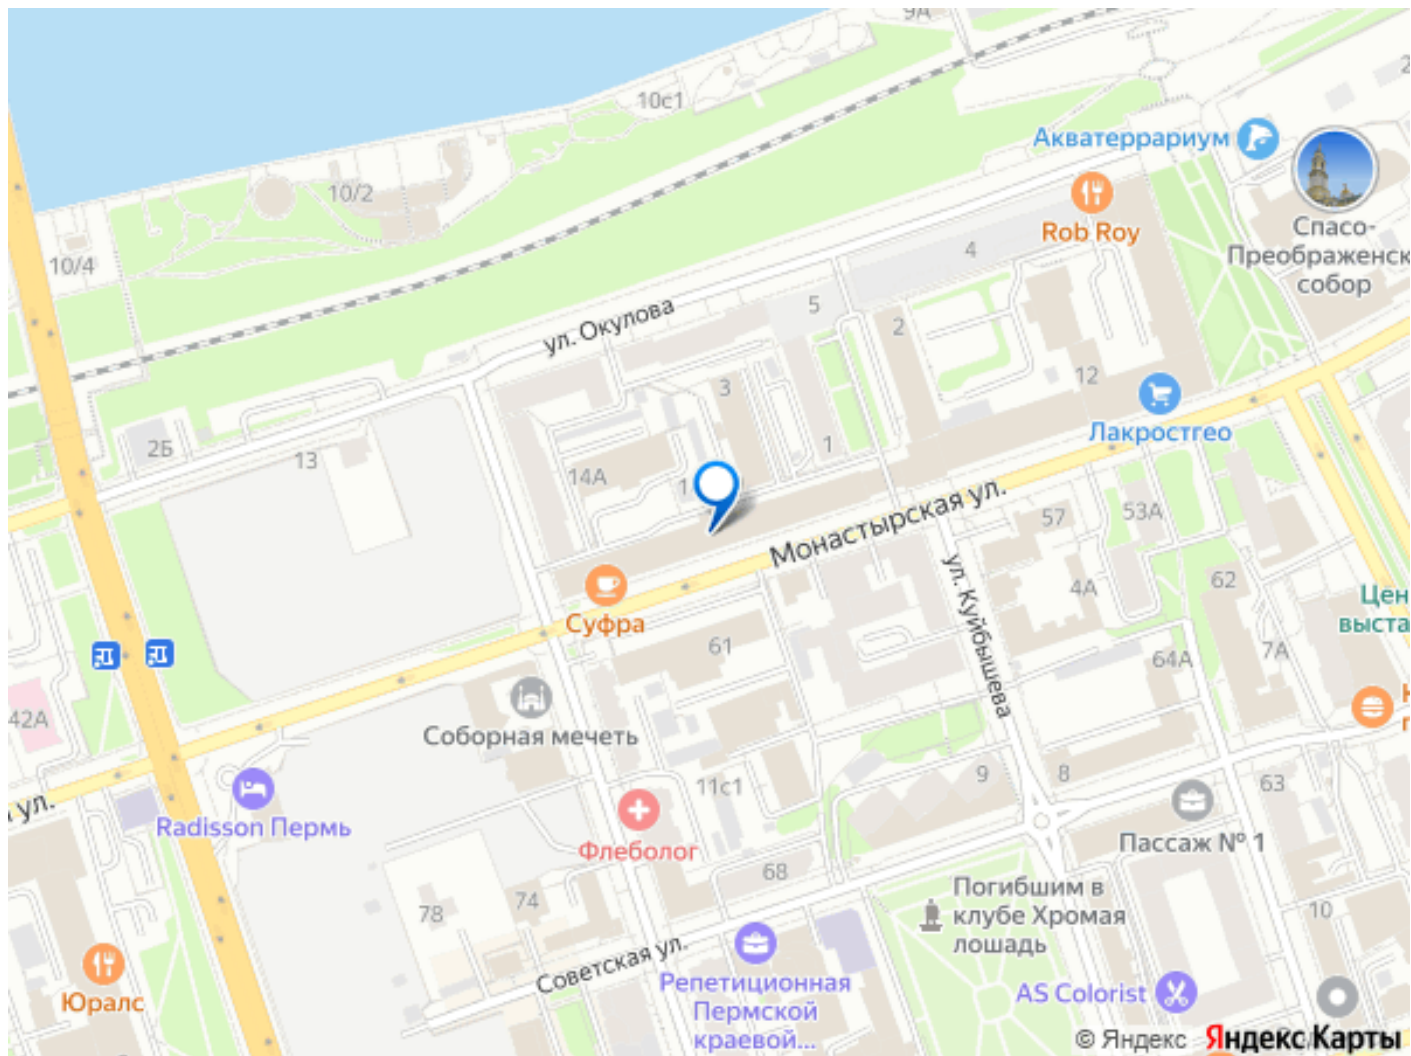 9А
10с1
Акватеррариум
10/2
Rob Roy
Спасо-
Преображенск
собор
10/4
4
ул. Окулова
5
2
3
12
Лакростгео
2Б
13
1
14А
1
Монастырская ул.
57
53А
62
Суфра
ул. Куйбышева
4А
Цен
выста
61
64А
7А
42А
Соборная мечеть
9
8
63
11с1
ул.
Radisson Пермь
Флеболог
Пассаж № 1
68
78
74
Погибшим в
клубе Хромая
лошадь
10
Советская ул.
Репетиционная
Пермской
краевой...
Юралс
AS Colorist
© Яндекс Яндекс Карты